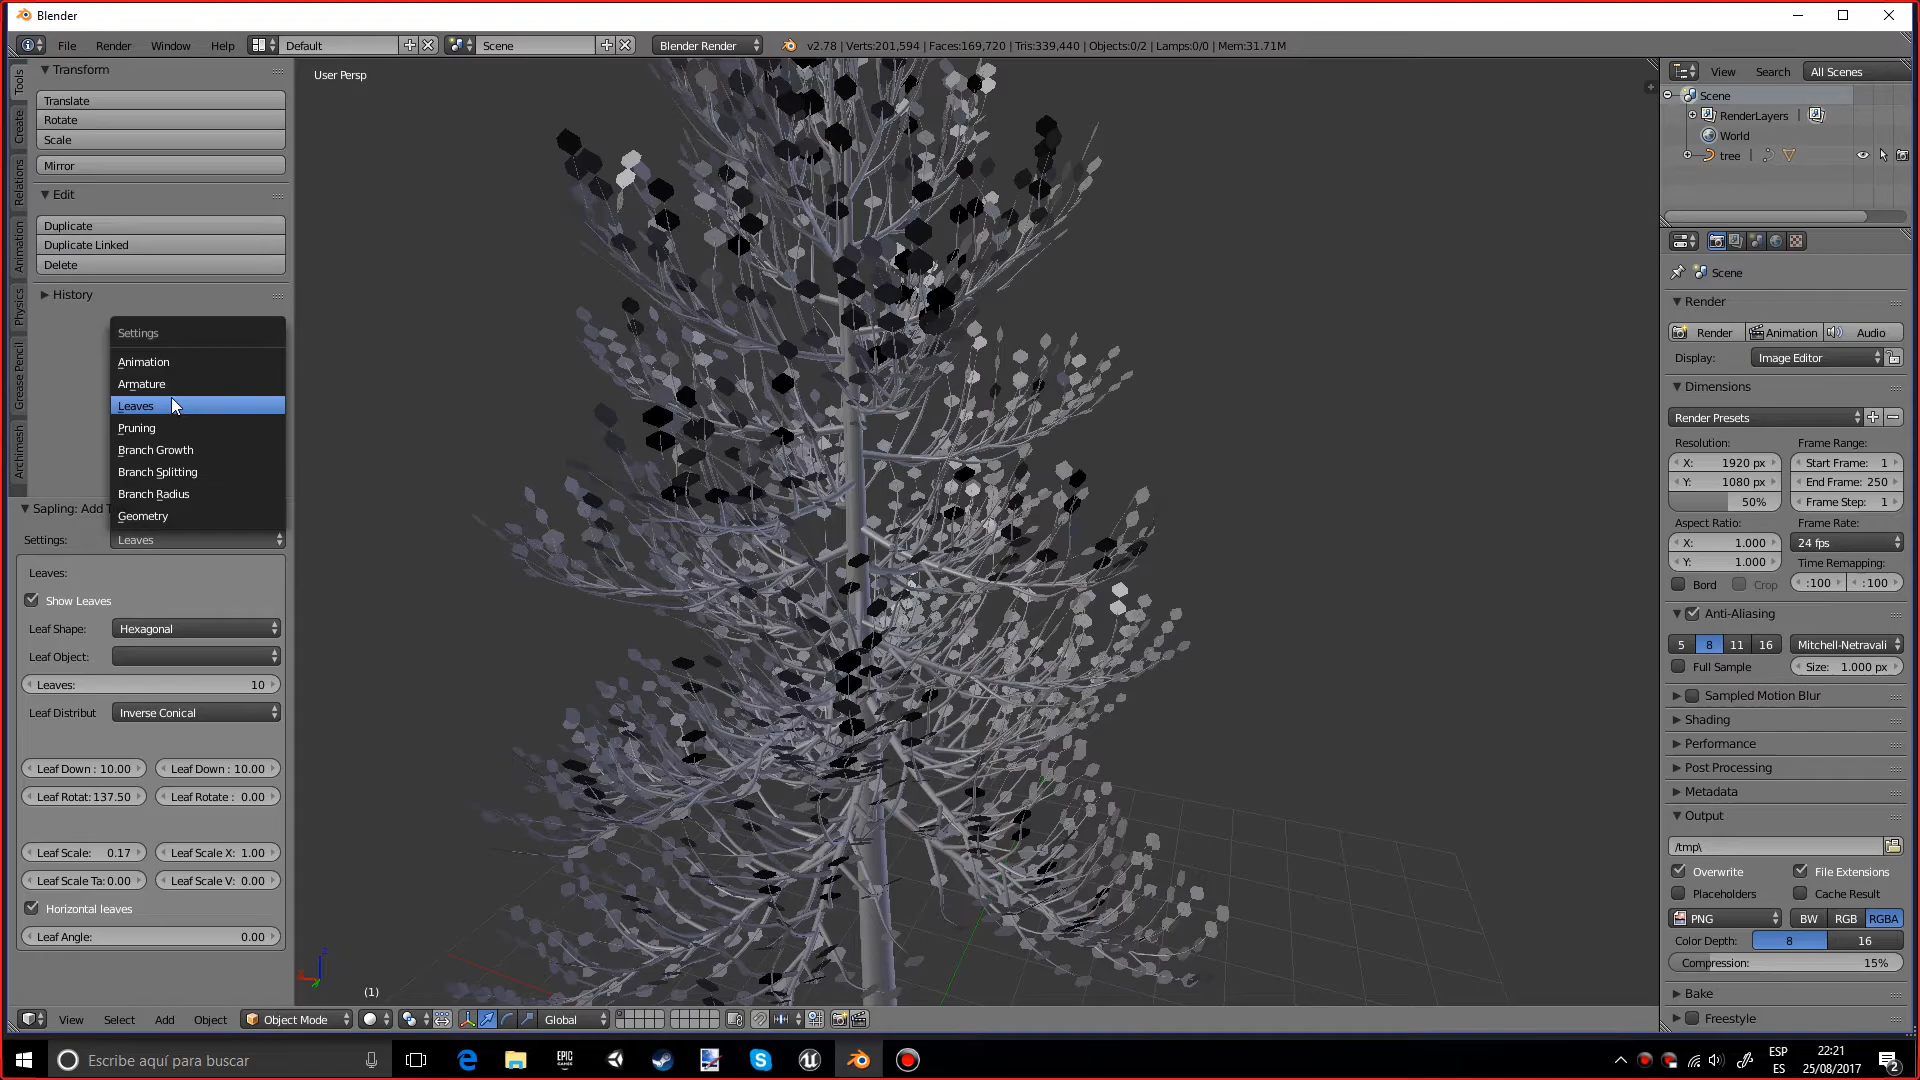 Blender
File Render Window Help Default Scene Blender Render v2.78 | Verts:201,594 | Faces:169,720 | Tris:339,440 | Objects:0/2 | Lamps:0/0 | Mem:31.71M
Tools
Create
Relations
Animation
Physics
Grease Pencil
Archimesh
Transform
Translate
Rotate
Scale
Mirror
Edit
Duplicate
Duplicate Linked
Delete
History
Settings
Animation
Armature
Leaves
Pruning
Branch Growth
Branch Splitting
Branch Radius
Geometry
Sapling: Add T
Settings: Leaves
Leaves:
Show Leaves
Leaf Shape: Hexagonal
Leaf Object:
Leaves: 10
Leaf Distribut Inverse Conical
Leaf Down : 10.00 Leaf Down : 10.00
Leaf Rotat: 137.50 Leaf Rotate : 0.00
Leaf Scale: 0.17 Leaf Scale X: 1.00
Leaf Scale Ta: 0.00 Leaf Scale V: 0.00
Horizontal leaves
Leaf Angle: 0.00
User Persp
(1)
View Select Add Object Object Mode Global
View Search All Scenes
Scene
RenderLayers |
World
tree |
Scene
Render
Render Animation Audio
Display: Image Editor
Dimensions
Render Presets
Resolution: Frame Range:
X: 1920 px Start Frame: 1
Y: 1080 px End Frame: 250
50% Frame Step: 1
Aspect Ratio: Frame Rate:
X: 1.000 24 fps
Y: 1.000 Time Remapping:
Bord Crop :100 :100
Anti-Aliasing
5 8 11 16 Mitchell-Netravali
Full Sample Size: 1.000 px
Sampled Motion Blur
Shading
Performance
Post Processing
Metadata
Output
/tmp\
Overwrite File Extensions
Placeholders Cache Result
PNG BW RGB RGBA
Color Depth: 8 16
Compression: 15%
Bake
Freestyle
Escribe aquí para buscar
EPIC GAMES
ESP
ES
22:21
25/08/2017
2